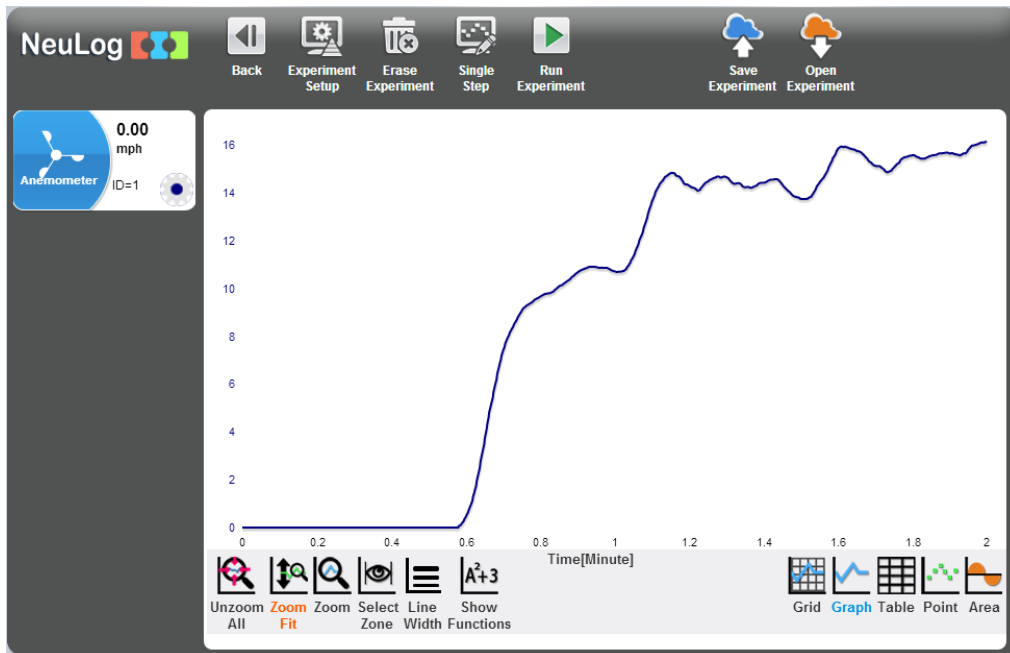 NeuLog
Back
Experiment
Setup
Erase
Experiment
Single
Step
Run
Experiment
Save
Experiment
Open
Experiment
Anemometer
0.00
mph
ID=1
16
14
12
10
8
6
4
2
0
0 0.2 0.4 0.6 0.8 1 1.2 1.4 1.6 1.8 2
Time[Minute]
Unzoom
All
Zoom
Fit
Zoom
Select
Zone
Line
Width
A²+3
Show
Functions
Grid
Graph
Table
Point
Area